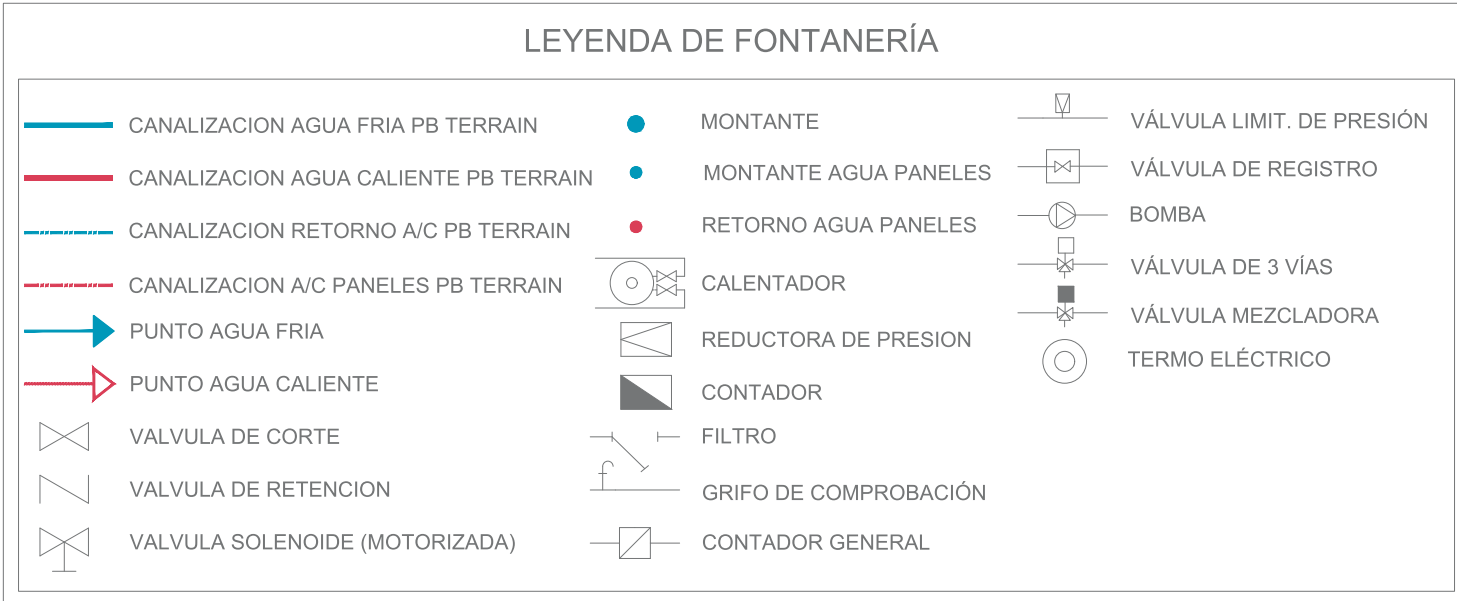 LEYENDA DE FONTANERÍA
CANALIZACION AGUA FRIA PB TERRAIN
CANALIZACION AGUA CALIENTE PB TERRAIN
CANALIZACION RETORNO A/C PB TERRAIN
CANALIZACION A/C PANELES PB TERRAIN
PUNTO AGUA FRIA
PUNTO AGUA CALIENTE
VALVULA DE CORTE
VALVULA DE RETENCION
VALVULA SOLENOIDE (MOTORIZADA)
MONTANTE
MONTANTE AGUA PANELES
RETORNO AGUA PANELES
CALENTADOR
REDUCTORA DE PRESION
CONTADOR
FILTRO
GRIFO DE COMPROBACIÓN
CONTADOR GENERAL
VÁLVULA LIMIT. DE PRESIÓN
VÁLVULA DE REGISTRO
BOMBA
VÁLVULA DE 3 VÍAS
VÁLVULA MEZCLADORA
TERMO ELÉCTRICO